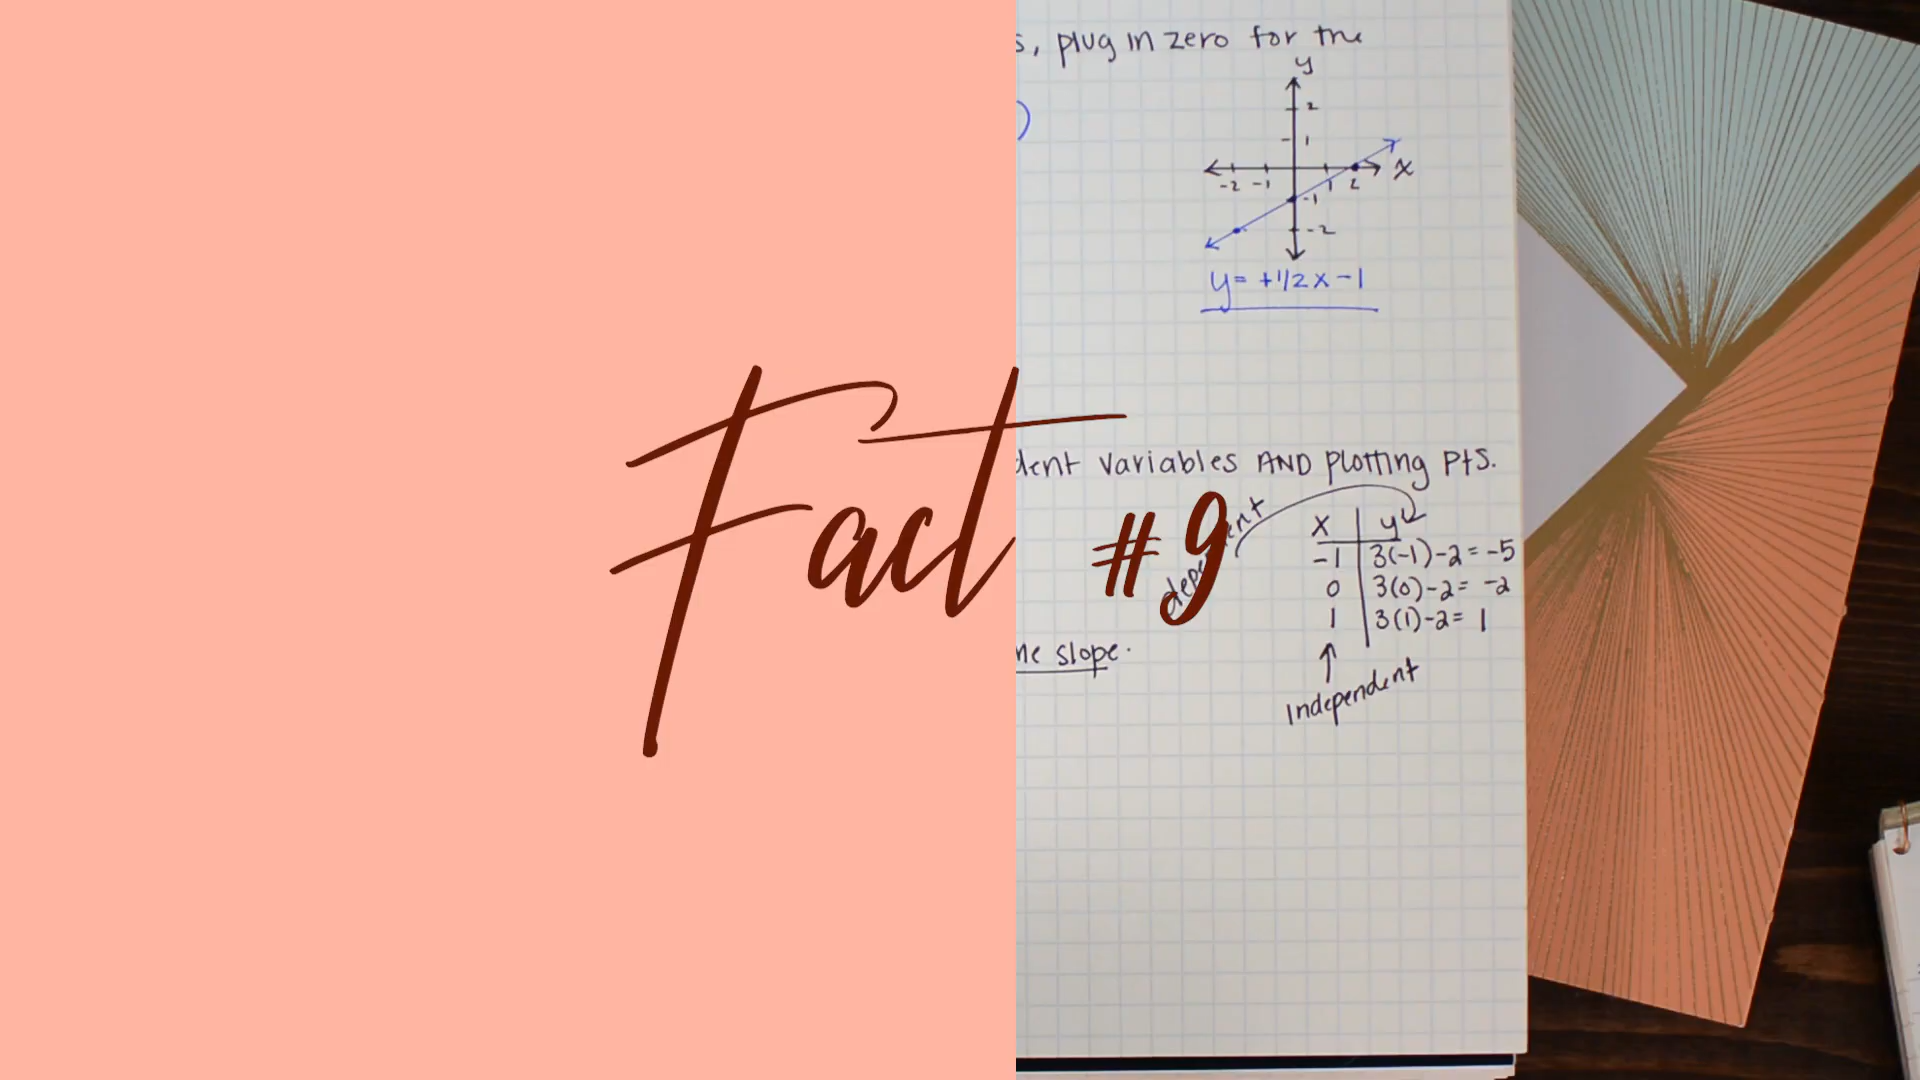 Fact #9
, plug in zero for the
y
2
1
-2 -1 1 2 x
-1
-2
y = +1/2x -1
dent variables AND plotting pts.
dependent
x y
-1 3(-1)-2 = -5
0 3(0)-2 = -2
1 3(1)-2 = 1
slope.
independent